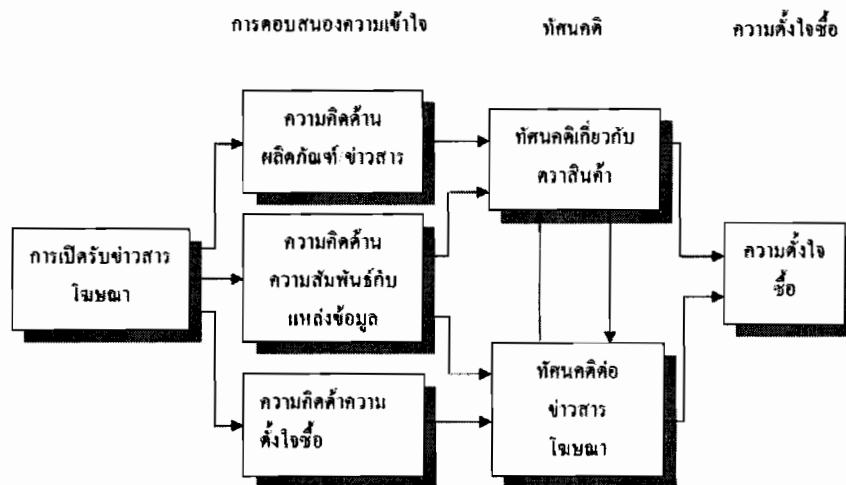 การตอบสนองความเข้าใจ ทัศนคติ ความตั้งใจซื้อ
ความคิดด้าน
ผลิตภัณฑ์ ข่าวสาร
ทัศนคติเกี่ยวกับ
ตราสินค้า
การเปิดรับข่าวสาร
โฆษณา
ความคิดด้าน
ความสัมพันธ์กับ
แหล่งข้อมูล
ความตั้งใจ
ซื้อ
ความคิดด้าความ
ตั้งใจซื้อ
ทัศนคติต่อ
ข่าวสาร
โฆษณา